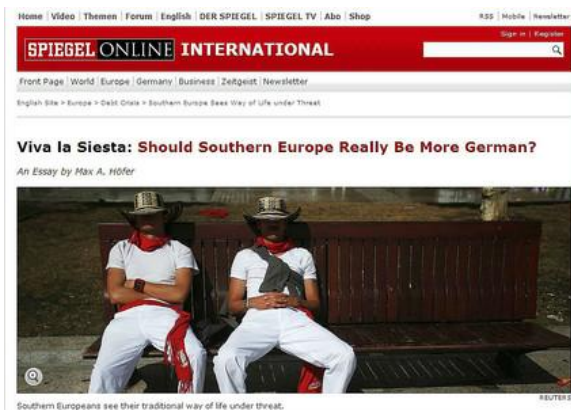 Home | Video | Themen | Forum | English | DER SPIEGEL | SPIEGEL TV | Abo | Shop
RSS | Mobile | Newsletter
Sign in | Register
SPIEGEL ONLINE INTERNATIONAL
Front Page | World | Europe | Germany | Business | Zeitgeist | Newsletter
English Site > Europe > Debt Crisis > Southern Europe Sees Way of Life under Threat
Viva la Siesta: Should Southern Europe Really Be More German?
An Essay by Max A. Höfer
REUTERS
Southern Europeans see their traditional way of life under threat.